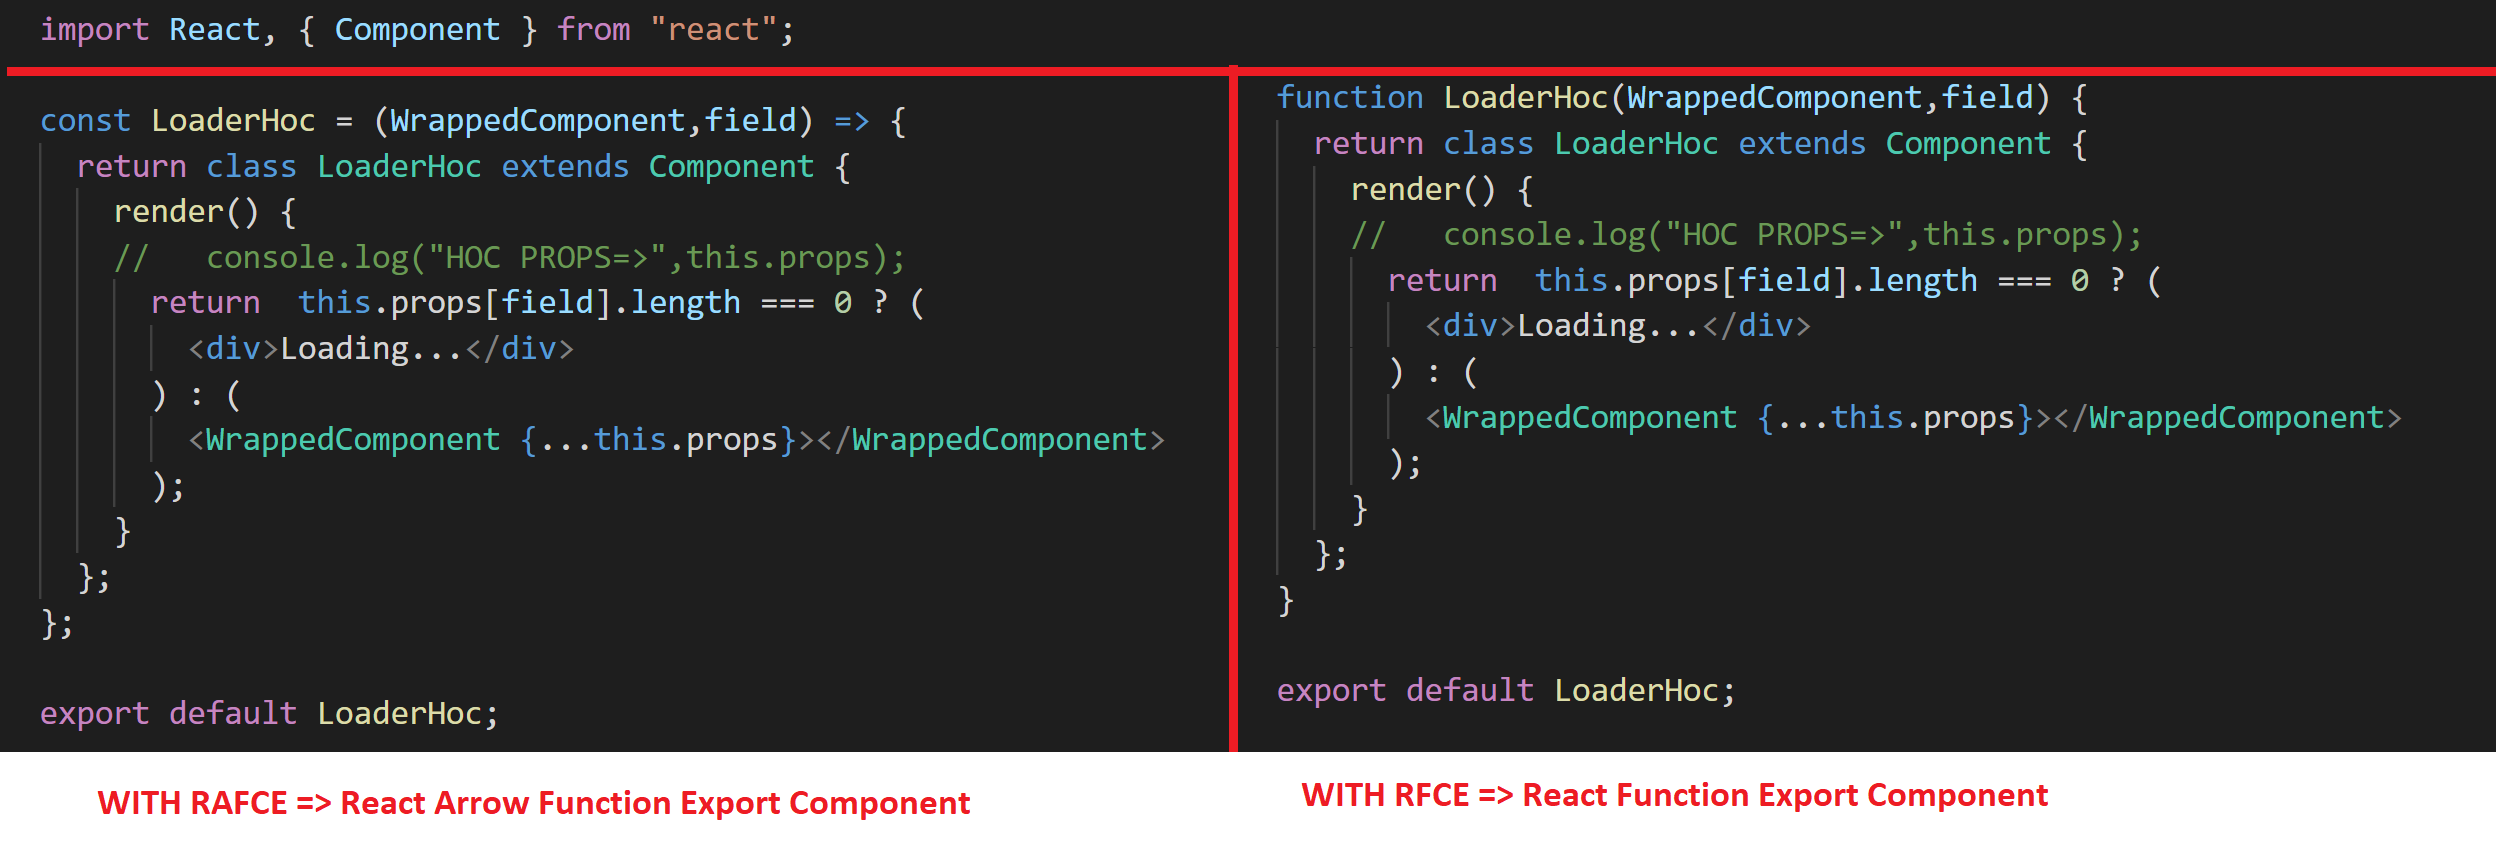 import React, { Component } from "react";
const LoaderHoc = (WrappedComponent,field) => {
  return class LoaderHoc extends Component {
    render() {
    //   console.log("HOC PROPS=>",this.props);
      return  this.props[field].length === 0 ? (
        <div>Loading...</div>
      ) : (
        <WrappedComponent {...this.props}></WrappedComponent>
      );
    }
  };
};
export default LoaderHoc;
WITH RAFCE => React Arrow Function Export Component
function LoaderHoc(WrappedComponent,field) {
  return class LoaderHoc extends Component {
    render() {
    //   console.log("HOC PROPS=>",this.props);
      return  this.props[field].length === 0 ? (
        <div>Loading...</div>
      ) : (
        <WrappedComponent {...this.props}></WrappedComponent>
      );
    }
  };
}
export default LoaderHoc;
WITH RFCE => React Function Export Component